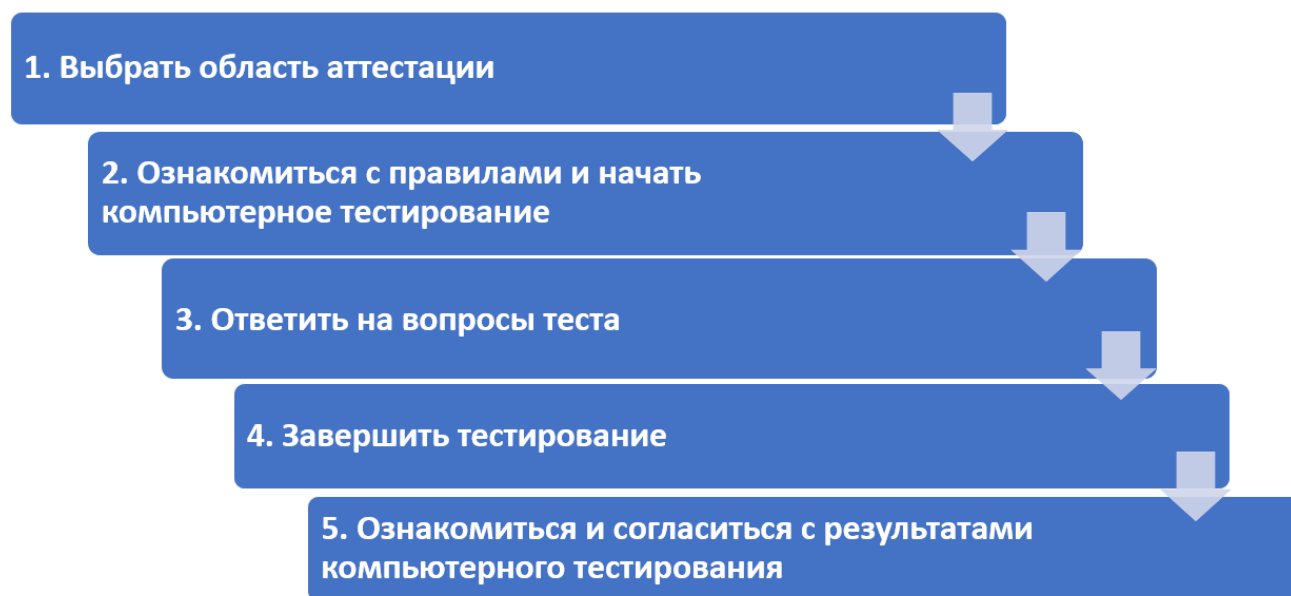 1. Выбрать область аттестации
2. Ознакомиться с правилами и начать
компьютерное тестирование
3. Ответить на вопросы теста
4. Завершить тестирование
5. Ознакомиться и согласиться с результатами
компьютерного тестирования